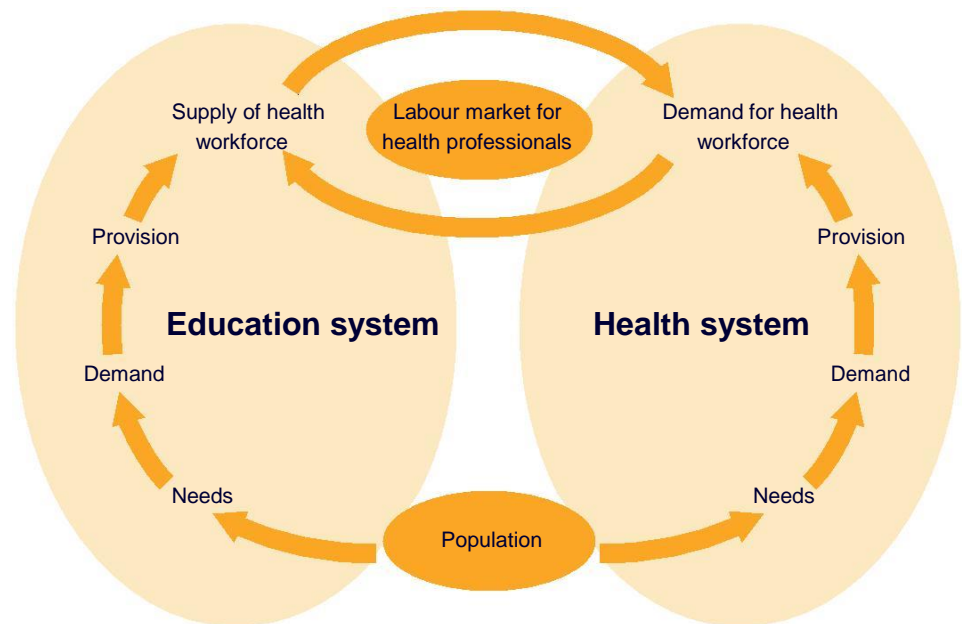 Supply of health
workforce
Labour market for
health professionals
Demand for health
workforce
Provision
Provision
Education system
Health system
Demand
Demand
Needs
Needs
Population